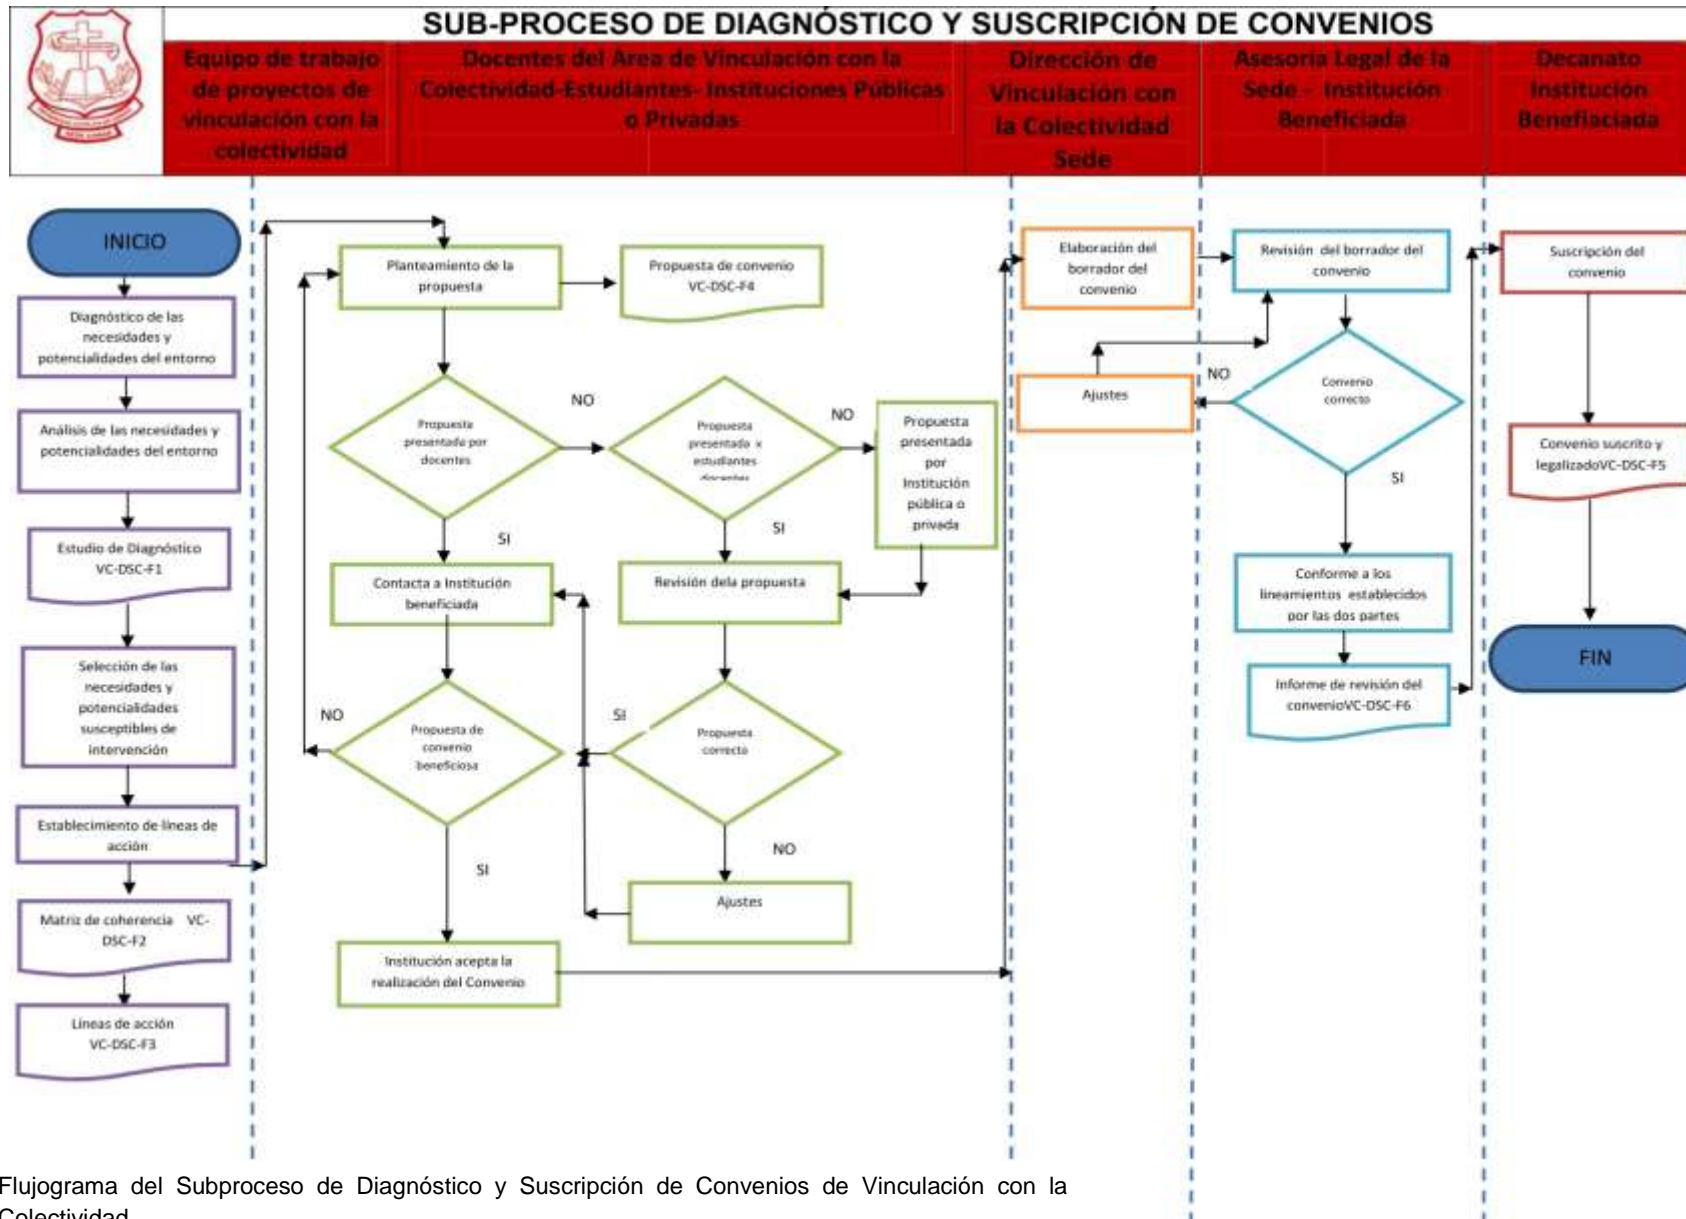 SUB-PROCESO DE DIAGNÓSTICO Y SUSCRIPCIÓN DE CONVENIOS
Equipo de trabajo
de proyectos de
vinculación con la
colectividad
Docentes del Area de Vinculación con la
Colectividad-Estudiantes- Instituciones Públicas
o Privadas
Dirección de
Vinculación con
la Colectividad
Sede
Asesoría Legal de la
Sede - Institución
Beneficiada
Decanato
Institución
Benefiaciada
INICIO
Diagnóstico de las
necesidades y
potencialidades del entorno
Análisis de las necesidades y
potencialidades del entorno
Estudio de Diagnóstico
VC-DSC-F1
Selección de las
necesidades y
potencialidades
susceptibles de
intervención
Establecimiento de líneas de
acción
Matriz de coherencia VC-
DSC-F2
Líneas de acción
VC-DSC-F3
Planteamiento de la
propuesta
Propuesta de convenio
VC-DSC-F4
Propuesta
presentada por
docentes
NO
SI
Propuesta
presentada x
estudiantes
docentes
NO
SI
Propuesta
presentada
por
Institución
pública o
privada
Contacta a Institución
beneficiada
Revisión dela propuesta
Propuesta de
convenio
beneficiosa
NO
SI
Propuesta
correcta
SI
NO
Ajustes
Institución acepta la
realización del Convenio
Elaboración del
borrador del
convenio
Ajustes
Revisión del borrador del
convenio
Convenio
correcto
NO
SI
Conforme a los
lineamientos establecidos
por las dos partes
Informe de revisión del
convenioVC-DSC-F6
Suscripción del
convenio
Convenio suscrito y
legalizadoVC-DSC-F5
FIN
Flujograma del Subproceso de Diagnóstico y Suscripción de Convenios de Vinculación con la
Colectividad